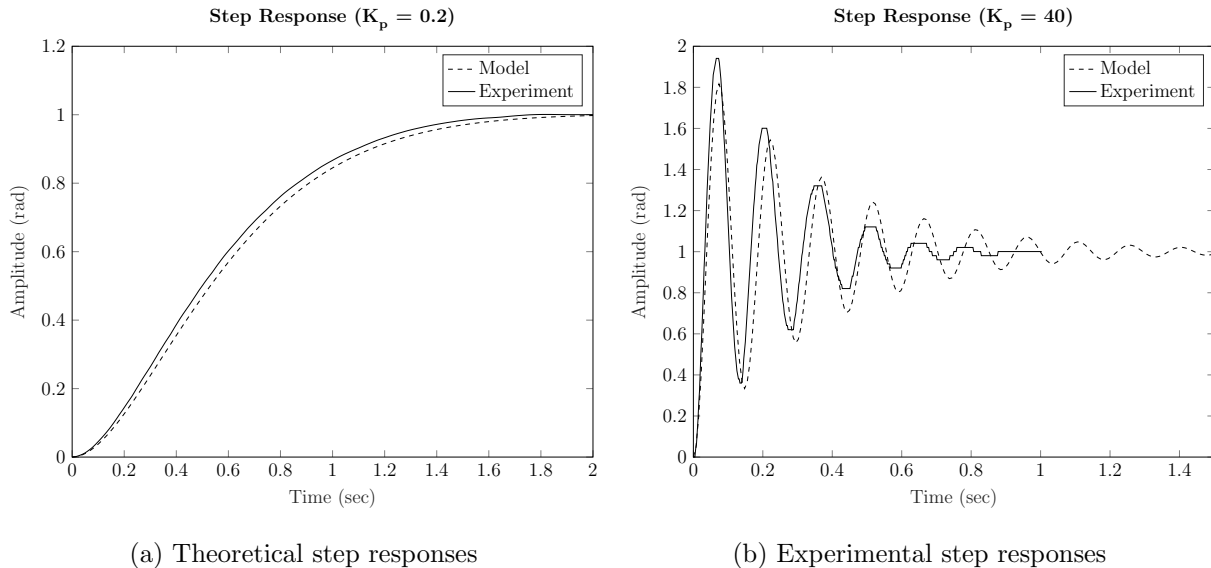 Step Response (K_p = 0.2)
1.2
1
0.8
0.6
0.4
0.2
0
Amplitude (rad)
Model
Experiment
0 0.2 0.4 0.6 0.8 1 1.2 1.4 1.6 1.8 2
Time (sec)
(a) Theoretical step responses
Step Response (K_p = 40)
2
1.8
1.6
1.4
1.2
1
0.8
0.6
0.4
0.2
0
Amplitude (rad)
Model
Experiment
0 0.2 0.4 0.6 0.8 1 1.2 1.4
Time (sec)
(b) Experimental step responses